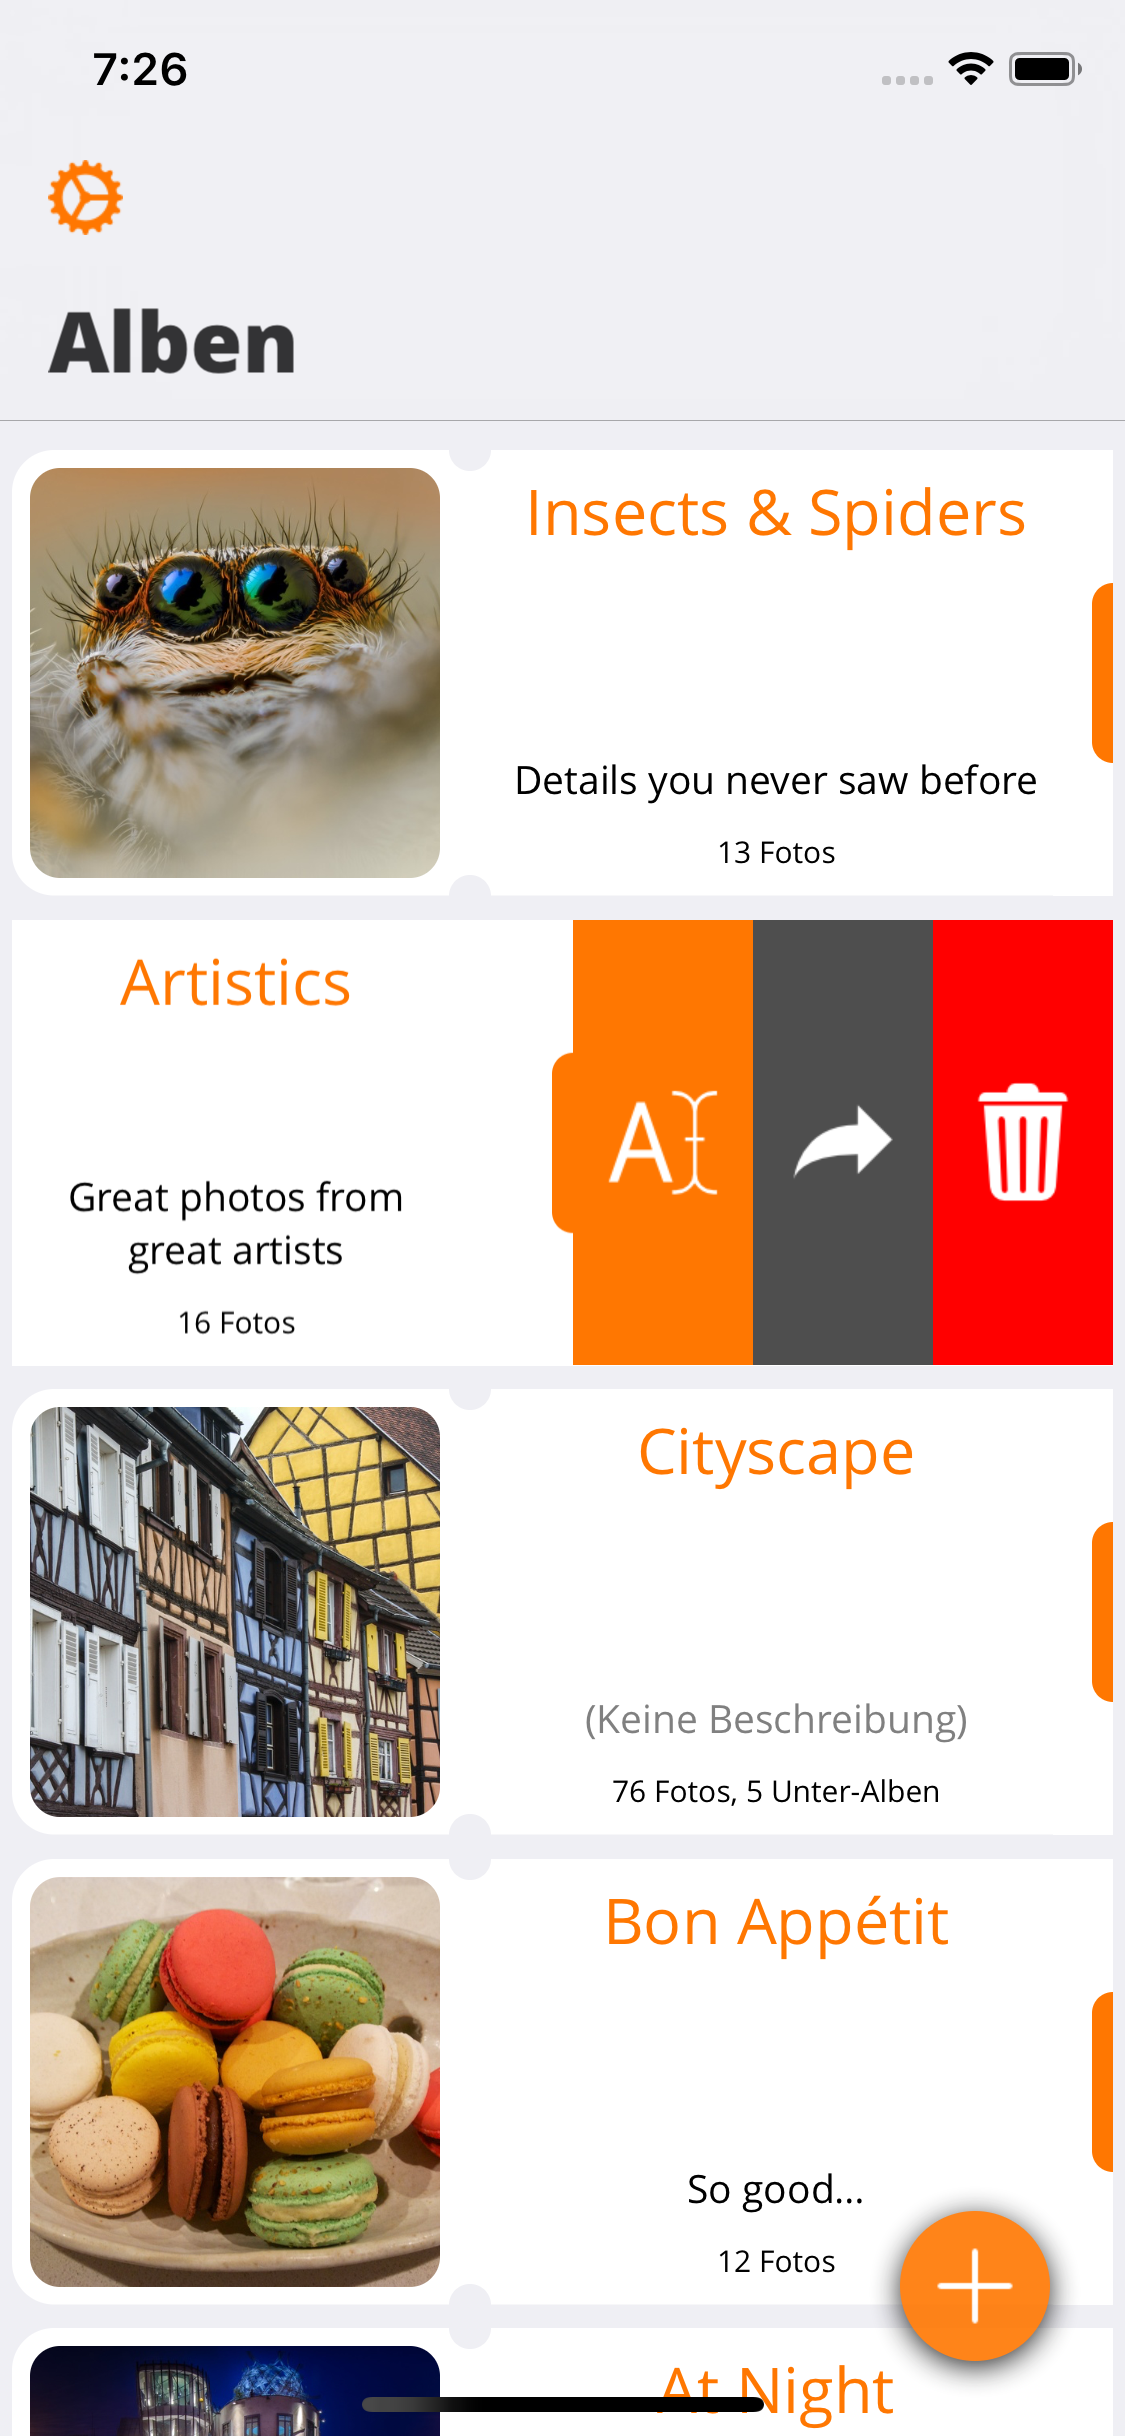 7:26
Alben
Insects & Spiders
Details you never saw before
13 Fotos
Artistics
Great photos from
great artists
16 Fotos
A
Cityscape
(Keine Beschreibung)
76 Fotos, 5 Unter-Alben
Bon Appétit
So good...
12 Fotos
At Night